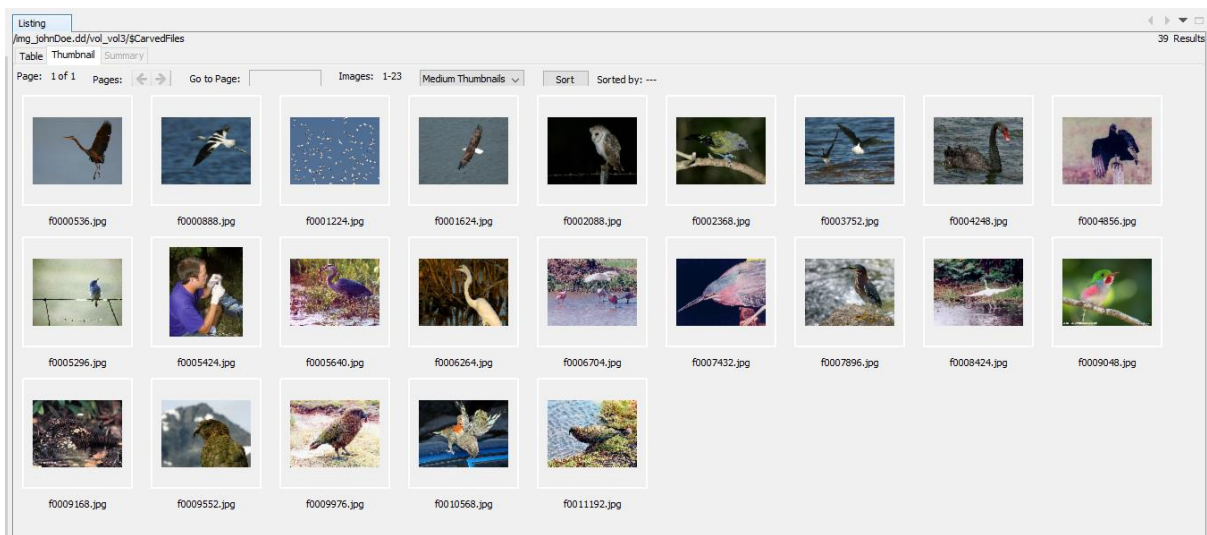 Listing
/img_johnDoe.dd/vol_vol3/$CarvedFiles
39 Results
Table Thumbnail Summary
Page: 1 of 1 Pages: Go to Page: Images: 1-23 Medium Thumbnails Sort Sorted by: ---
f0000536.jpg f0000888.jpg f0001224.jpg f0001624.jpg f0002088.jpg f0002368.jpg f0003752.jpg f0004248.jpg f0004856.jpg
f0005296.jpg f0005424.jpg f0005640.jpg f0006264.jpg f0006704.jpg f0007432.jpg f0007896.jpg f0008424.jpg f0009048.jpg
f0009168.jpg f0009552.jpg f0009976.jpg f0010568.jpg f0011192.jpg